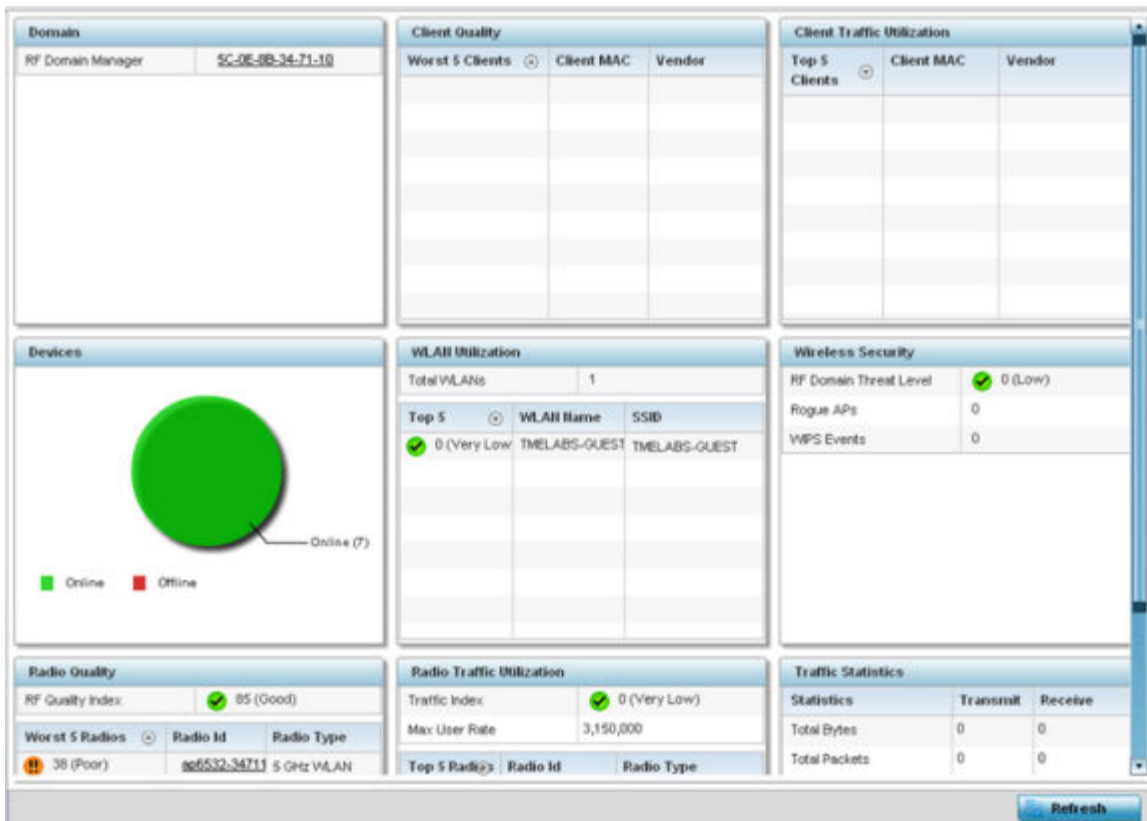 Domain
RF Domain Manager 5C-0E-8B-34-71-10
Client Quality
Worst 5 Clients Client MAC Vendor
Client Traffic Utilization
Top 5 Clients Client MAC Vendor
Devices
Online (7)
Online Offline
WLAN Utilization
Total WLANs 1
Top 5 WLAN Name SSID
0 (Very Low TMELABS-GUEST TMELABS-GUEST
Wireless Security
RF Domain Threat Level 0 (Low)
Rogue APs 0
WIPS Events 0
Radio Quality
RF Quality Index 85 (Good)
Worst 5 Radios Radio Id Radio Type
38 (Poor) ap6532-34711 5 GHz WLAN
Radio Traffic Utilization
Traffic Index 0 (Very Low)
Max User Rate 3,150,000
Top 5 Radios Radio Id Radio Type
Traffic Statistics
Statistics Transmit Receive
Total Bytes 0 0
Total Packets 0 0
Refresh